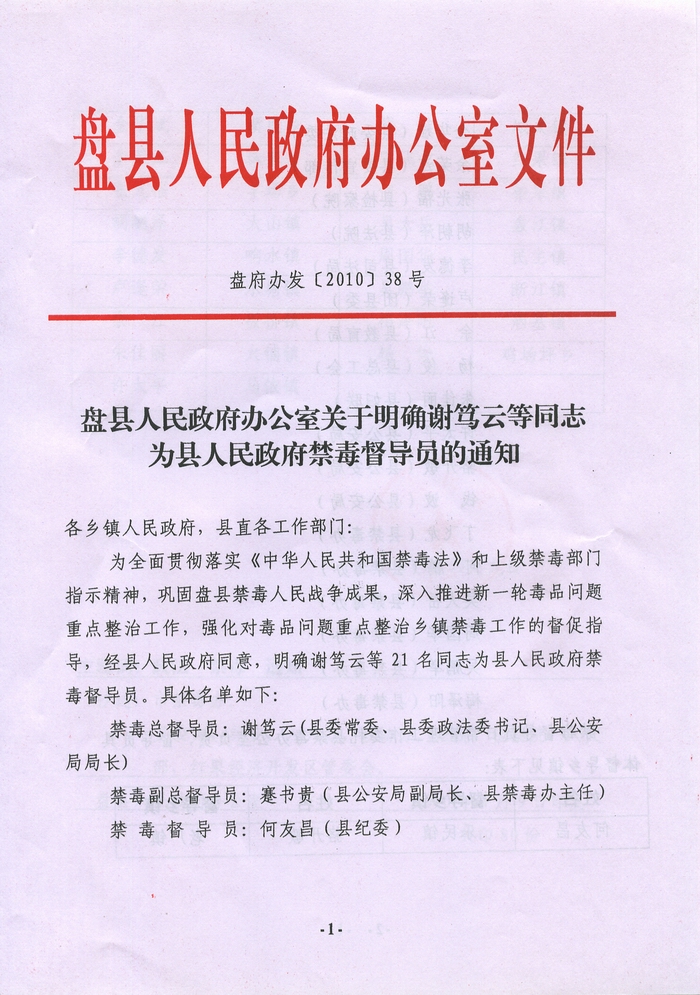 盘县人民政府办公室文件
盘府办发〔2010〕38号
盘县人民政府办公室关于明确谢笃云等同志
为县人民政府禁毒督导员的通知
各乡镇人民政府，县直各工作部门：
为全面贯彻落实《中华人民共和国禁毒法》和上级禁毒部门
指示精神，巩固盘县禁毒人民战争成果，深入推进新一轮毒品问题
重点整治工作，强化对毒品问题重点整治乡镇禁毒工作的督促指
导，经县人民政府同意，明确谢笃云等21名同志为县人民政府禁
毒督导员。具体名单如下：
禁毒总督导员：谢笃云(县委常委、县委政法委书记、县公安
局局长)
禁毒副总督导员：蹇书贵（县公安局副局长、县禁毒办主任）
禁毒督导员：何友昌（县纪委）
-1-